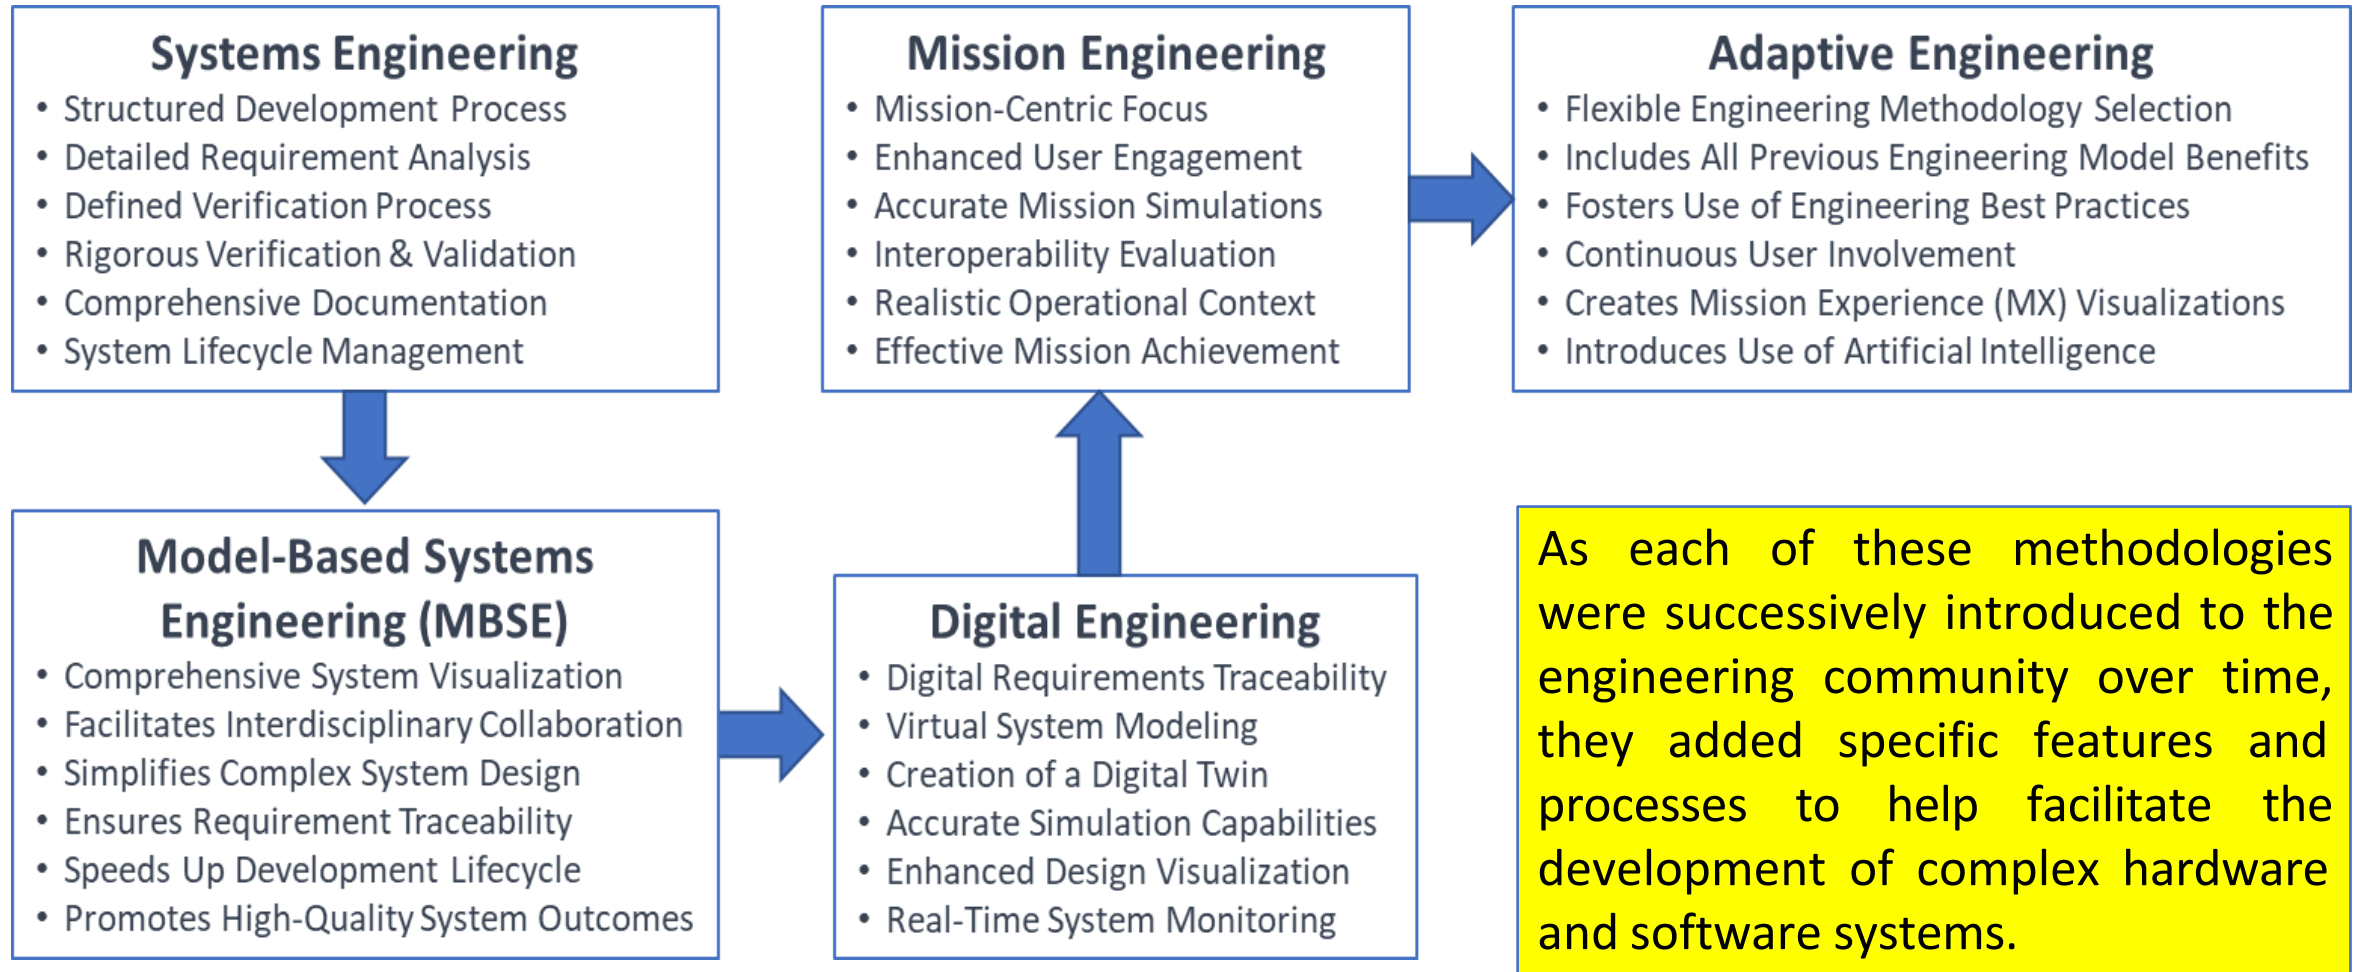 Systems Engineering
• Structured Development Process
• Detailed Requirement Analysis
• Defined Verification Process
• Rigorous Verification & Validation
• Comprehensive Documentation
• System Lifecycle Management
Model-Based Systems
Engineering (MBSE)
• Comprehensive System Visualization
• Facilitates Interdisciplinary Collaboration
• Simplifies Complex System Design
• Ensures Requirement Traceability
• Speeds Up Development Lifecycle
• Promotes High-Quality System Outcomes
Digital Engineering
• Digital Requirements Traceability
• Virtual System Modeling
• Creation of a Digital Twin
• Accurate Simulation Capabilities
• Enhanced Design Visualization
• Real-Time System Monitoring
Mission Engineering
• Mission-Centric Focus
• Enhanced User Engagement
• Accurate Mission Simulations
• Interoperability Evaluation
• Realistic Operational Context
• Effective Mission Achievement
Adaptive Engineering
• Flexible Engineering Methodology Selection
• Includes All Previous Engineering Model Benefits
• Fosters Use of Engineering Best Practices
• Continuous User Involvement
• Creates Mission Experience (MX) Visualizations
• Introduces Use of Artificial Intelligence
As each of these methodologies
were successively introduced to the
engineering community over time,
they added specific features and
processes to help facilitate the
development of complex hardware
and software systems.